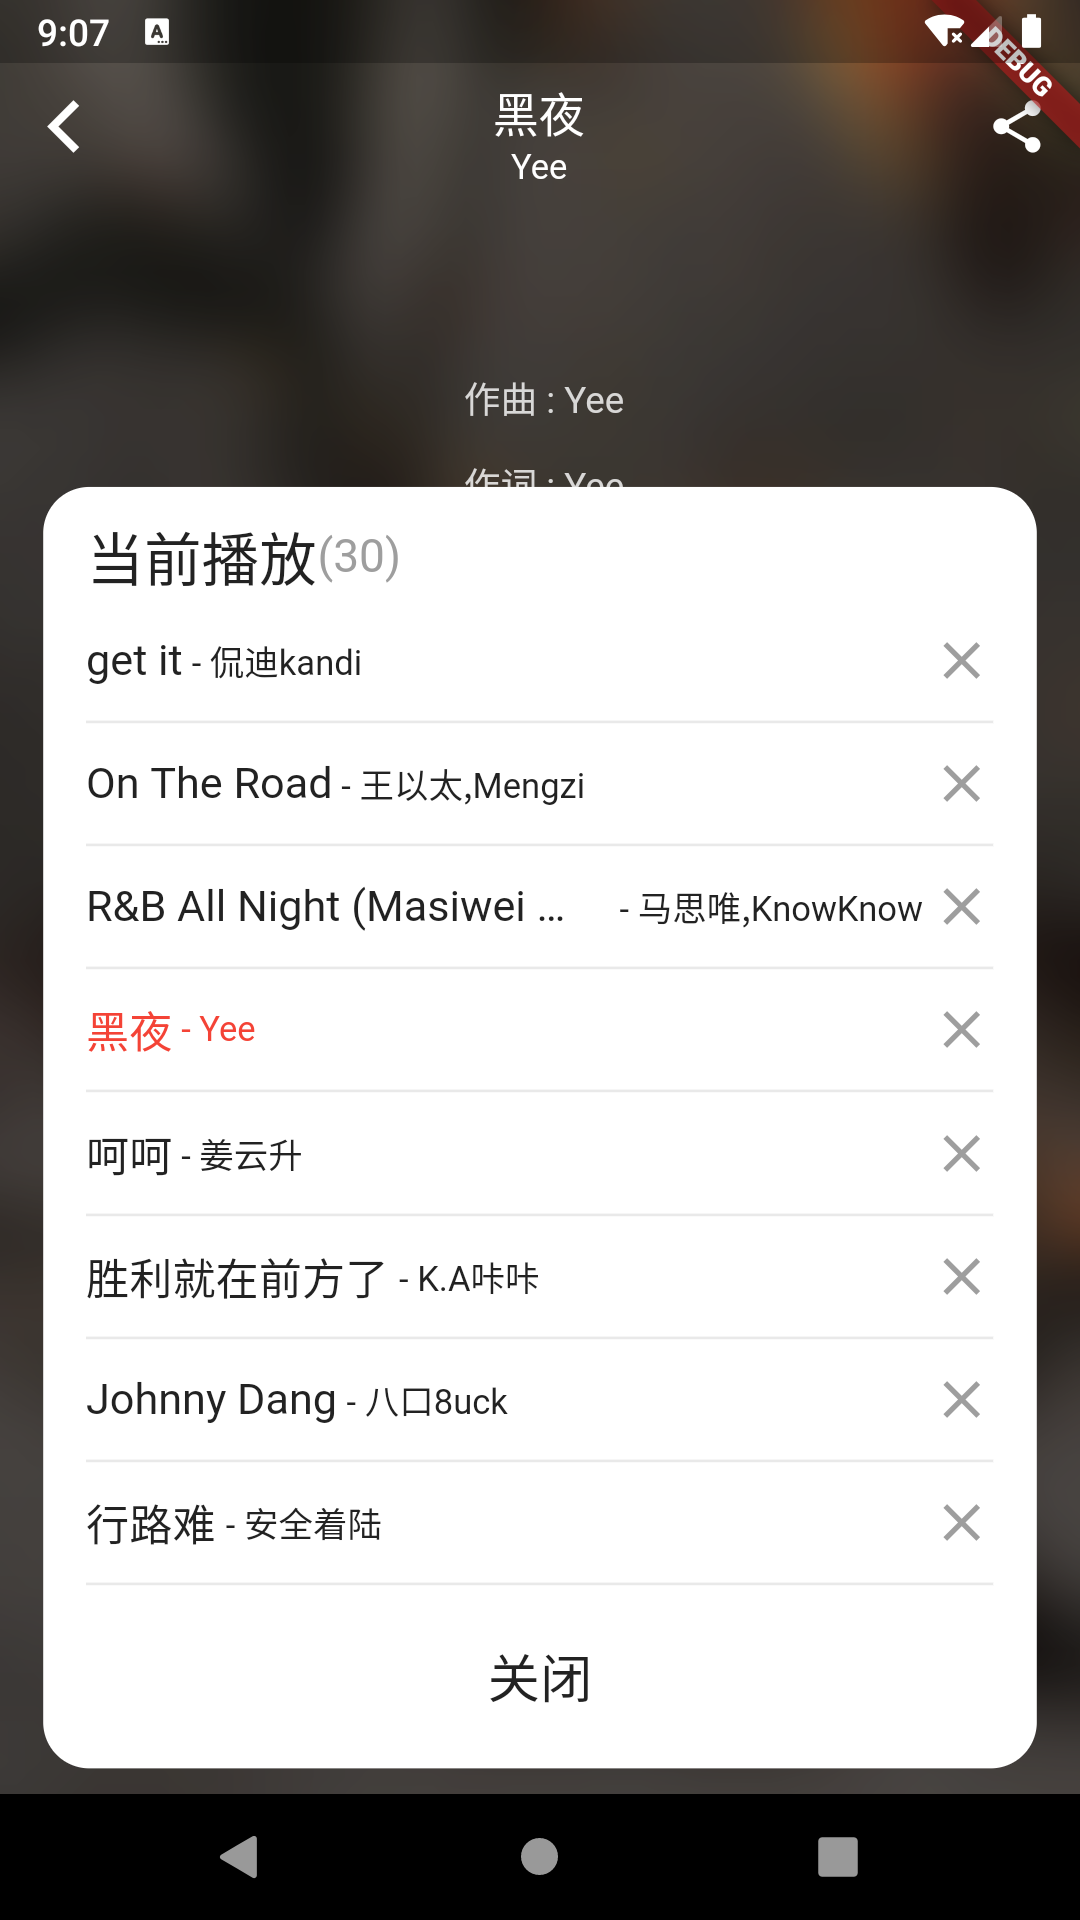 9:07
DEBUG
黑夜
Yee
作曲 : Yee
作词 : Yee
当前播放(30)
get it - 侃迪kandi
On The Road - 王以太,Mengzi
R&B All Night (Masiwei ... - 马思唯,KnowKnow
黑夜 - Yee
呵呵 - 姜云升
胜利就在前方了 - K.A咔咔
Johnny Dang - 八口8uck
行路难 - 安全着陆
关闭